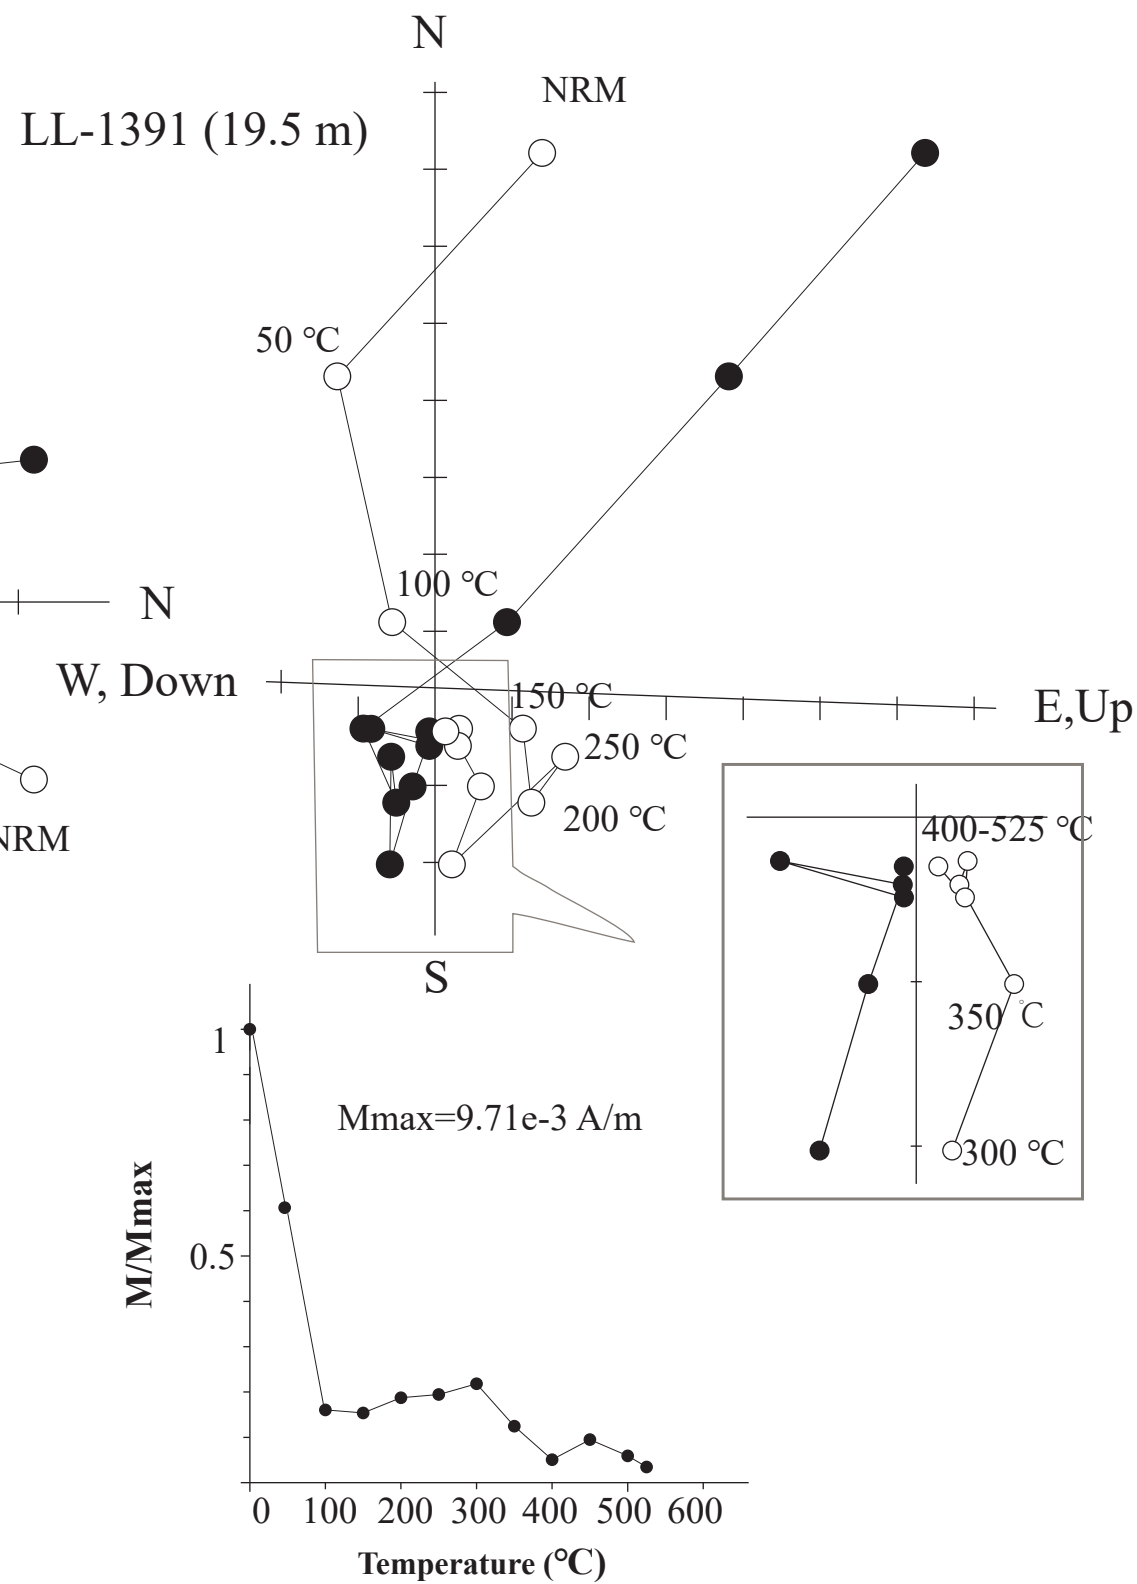 N
NRM
LL-1391 (19.5 m)
50 °C
100 °C
N
W, Down
150 °C
E,Up
250 °C
200 °C
NRM
400-525 °C
S
350 °C
1
Mmax=9.71e-3 A/m
300 °C
M/Mmax
0.5
0 100 200 300 400 500 600
Temperature (°C)